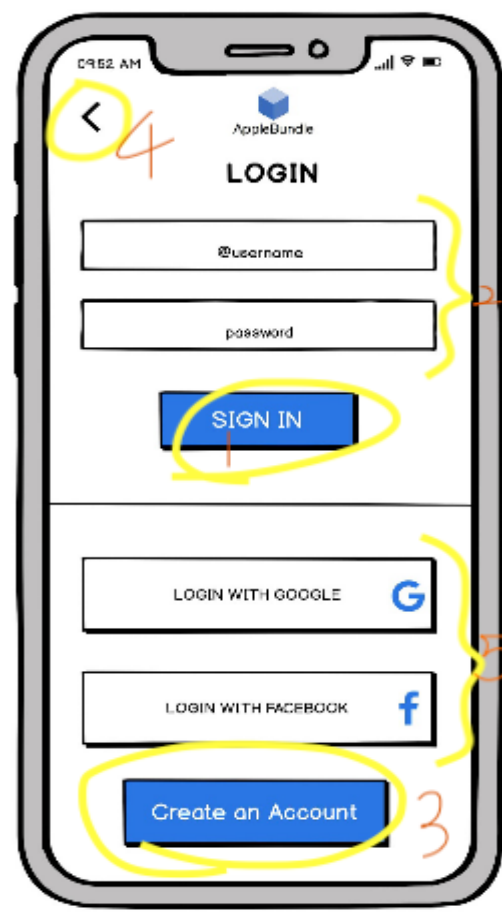 09:52 AM
4
AppleBundle
LOGIN
@username
2
password
SIGN IN
1
LOGIN WITH GOOGLE
G
5
LOGIN WITH FACEBOOK
f
Create an Account
3